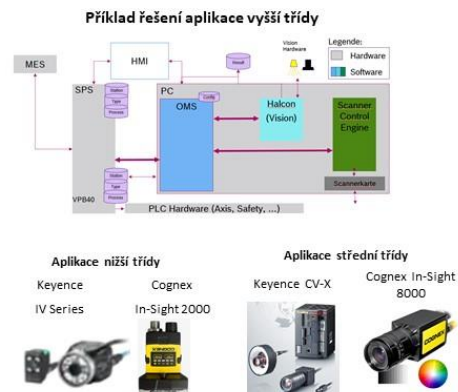 Příklad řešení aplikace vyšší třídy
Legende:
Hardware
Software
Vision
Hardware
MES
HMI
Result
SPS
Station
Type
Process
PC
OMS
Config
Halcon
(Vision)
Scanner
Control
Engine
Station
Type
Process
Scannerkarte
VPB40
PLC Hardware (Axis, Safety, ...)
Aplikace nižší třídy
Keyence
IV Series
Cognex
In-Sight 2000
Aplikace střední třídy
Keyence CV-X
Cognex In-Sight
8000
COGNEX